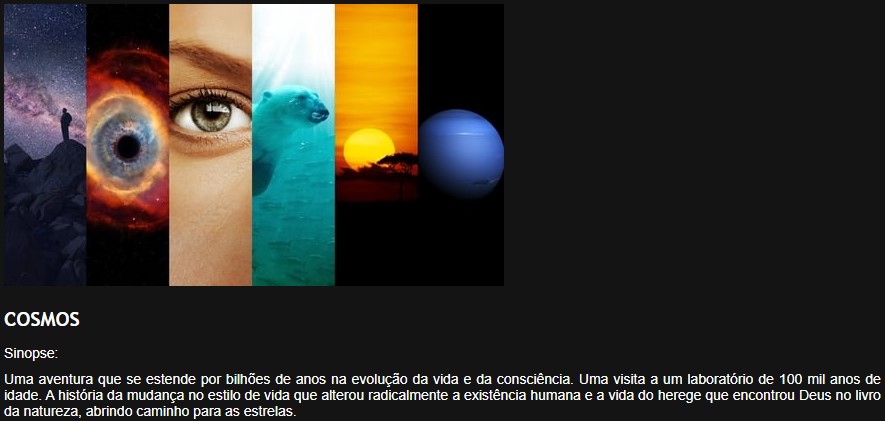 COSMOS
Sinopse:
Uma aventura que se estende por bilhões de anos na evolução da vida e da consciência. Uma visita a um laboratório de 100 mil anos de
idade. A história da mudança no estilo de vida que alterou radicalmente a existência humana e a vida do herege que encontrou Deus no livro
da natureza, abrindo caminho para as estrelas.